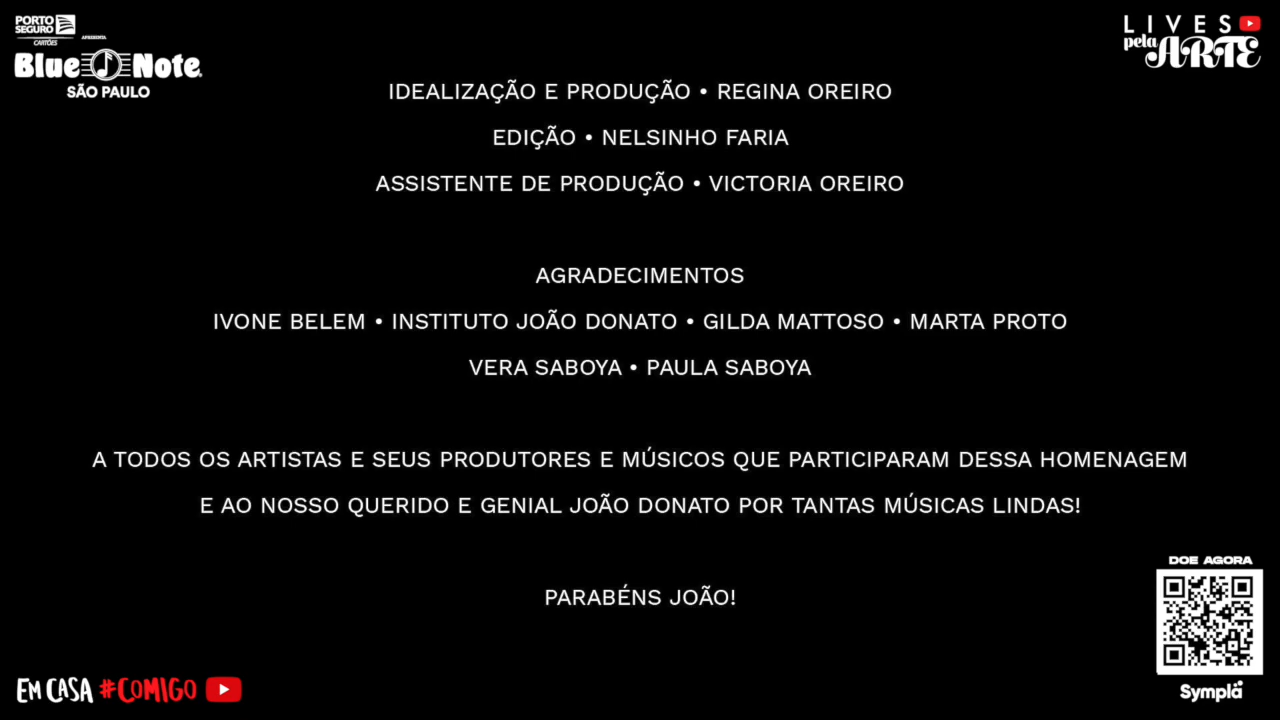 PORTO
SEGURO
CARTÕES
APRESENTA
Blue Note
SÃO PAULO
LIVES
pela ARTE
IDEALIZAÇÃO E PRODUÇÃO • REGINA OREIRO
EDIÇÃO • NELSINHO FARIA
ASSISTENTE DE PRODUÇÃO • VICTORIA OREIRO
AGRADECIMENTOS
IVONE BELEM • INSTITUTO JOÃO DONATO • GILDA MATTOSO • MARTA PROTO
VERA SABOYA • PAULA SABOYA
A TODOS OS ARTISTAS E SEUS PRODUTORES E MÚSICOS QUE PARTICIPARAM DESSA HOMENAGEM
E AO NOSSO QUERIDO E GENIAL JOÃO DONATO POR TANTAS MÚSICAS LINDAS!
PARABÉNS JOÃO!
DOE AGORA
Sympla
EM CASA #COMIGO